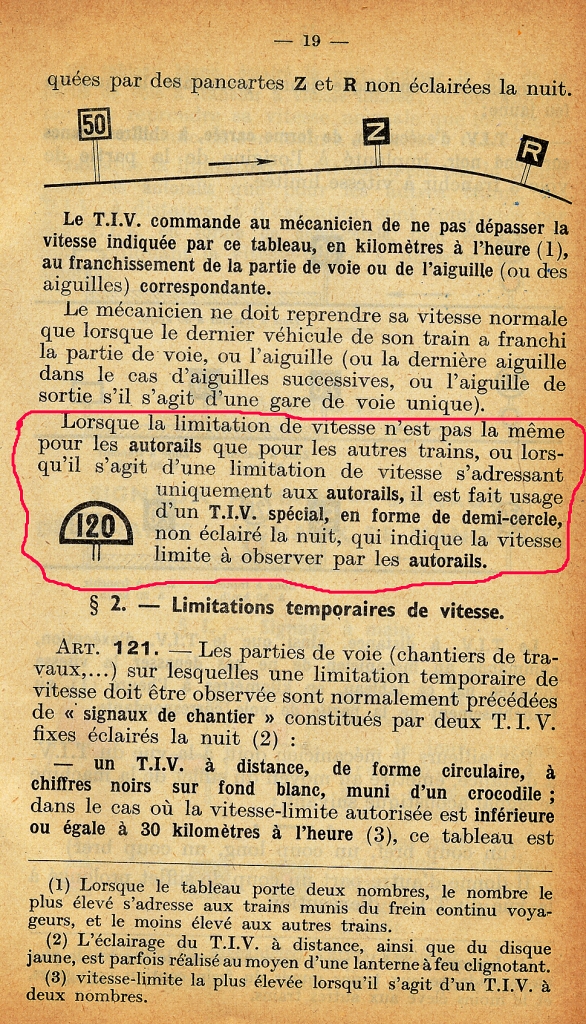 — 19 —
quées par des pancartes Z et R non éclairées la nuit.
50
Z
R
Le T.I.V. commande au mécanicien de ne pas dépasser la
vitesse indiquée par ce tableau, en kilomètres à l'heure (1),
au franchissement de la partie de voie ou de l'aiguille (ou des
aiguilles) correspondante.
Le mécanicien ne doit reprendre sa vitesse normale
que lorsque le dernier véhicule de son train a franchi
la partie de voie, ou l'aiguille (ou la dernière aiguille
dans le cas d'aiguilles successives, ou l'aiguille de
sortie s'il s'agit d'une gare de voie unique).
Lorsque la limitation de vitesse n'est pas la même
pour les autorails que pour les autres trains, ou lors-
qu'il s'agit d'une limitation de vitesse s'adressant
uniquement aux autorails, il est fait usage
d'un T.I.V. spécial, en forme de demi-cercle,
non éclairé la nuit, qui indique la vitesse
limite à observer par les autorails.
120
§ 2. — Limitations temporaires de vitesse.
ART. 121. — Les parties de voie (chantiers de tra-
vaux,...) sur lesquelles une limitation temporaire de
vitesse doit être observée sont normalement précédées
de « signaux de chantier » constitués par deux T.I.V.
fixes éclairés la nuit (2) :
— un T.I.V. à distance, de forme circulaire, à
chiffres noirs sur fond blanc, muni d'un crocodile ;
dans le cas où la vitesse-limite autorisée est inférieure
ou égale à 30 kilomètres à l'heure (3), ce tableau est
(1) Lorsque le tableau porte deux nombres, le nombre le
plus élevé s'adresse aux trains munis du frein continu voya-
geurs, et le moins élevé aux autres trains.
(2) L'éclairage du T.I.V. à distance, ainsi que du disque
jaune, est parfois réalisé au moyen d'une lanterne à feu clignotant.
(3) vitesse-limite la plus élevée lorsqu'il s'agit d'un T.I.V. à
deux nombres.